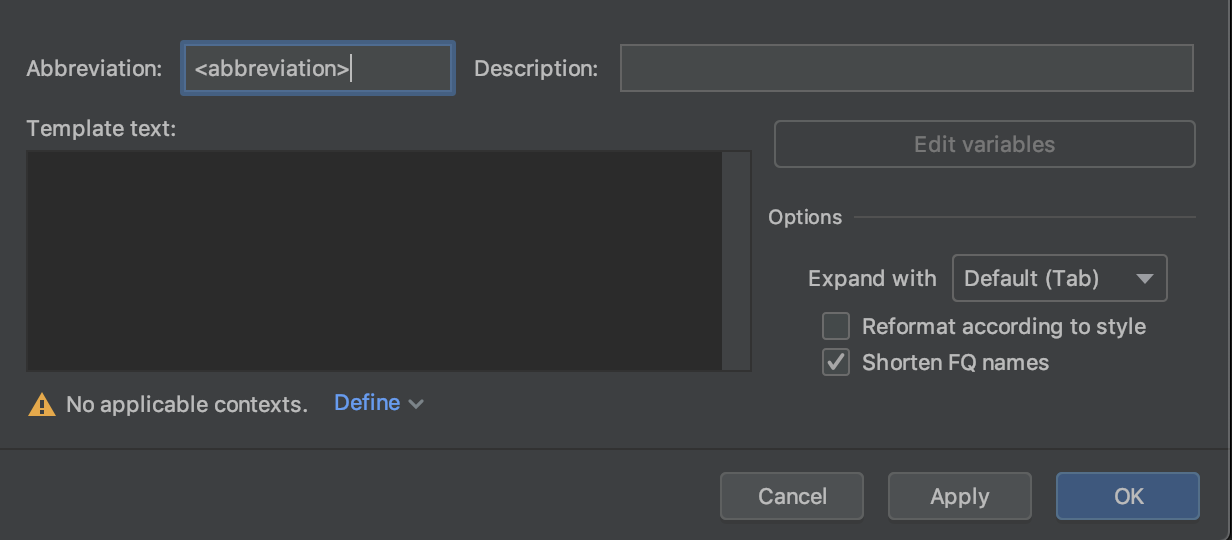 Abbreviation: <abbreviation> Description:
Template text:
Edit variables
Options
Expand with Default (Tab)
Reformat according to style
Shorten FQ names
No applicable contexts. Define
Cancel Apply OK